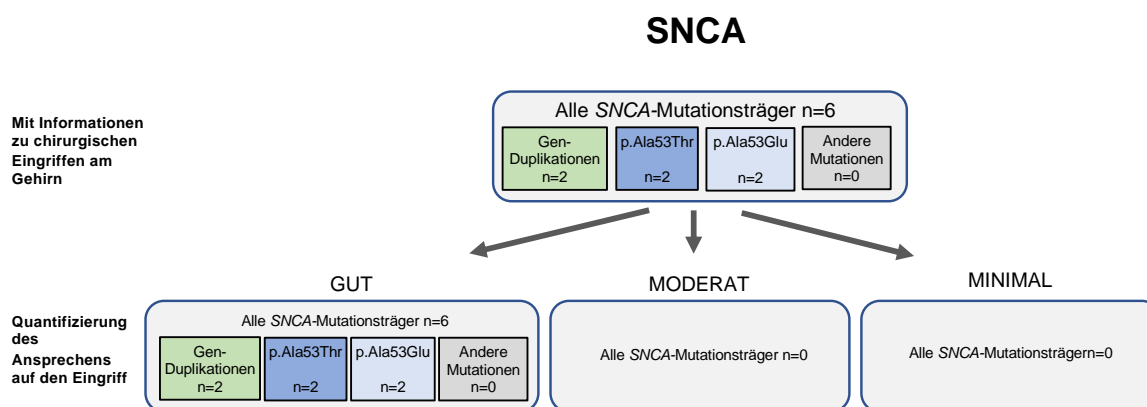 SNCA
Mit Informationen
zu chirurgischen
Eingriffen am
Gehirn
Alle SNCA-Mutationsträger n=6
Gen-
Duplikationen
n=2
p.Ala53Thr
n=2
p.Ala53Glu
n=2
Andere
Mutationen
n=0
GUT
MODERAT
MINIMAL
Quantifizierung
des
Ansprechens
auf den Eingriff
Alle SNCA-Mutationsträger n=6
Gen-
Duplikationen
n=2
p.Ala53Thr
n=2
p.Ala53Glu
n=2
Andere
Mutationen
n=0
Alle SNCA-Mutationsträger n=0
Alle SNCA-Mutationsträgern=0